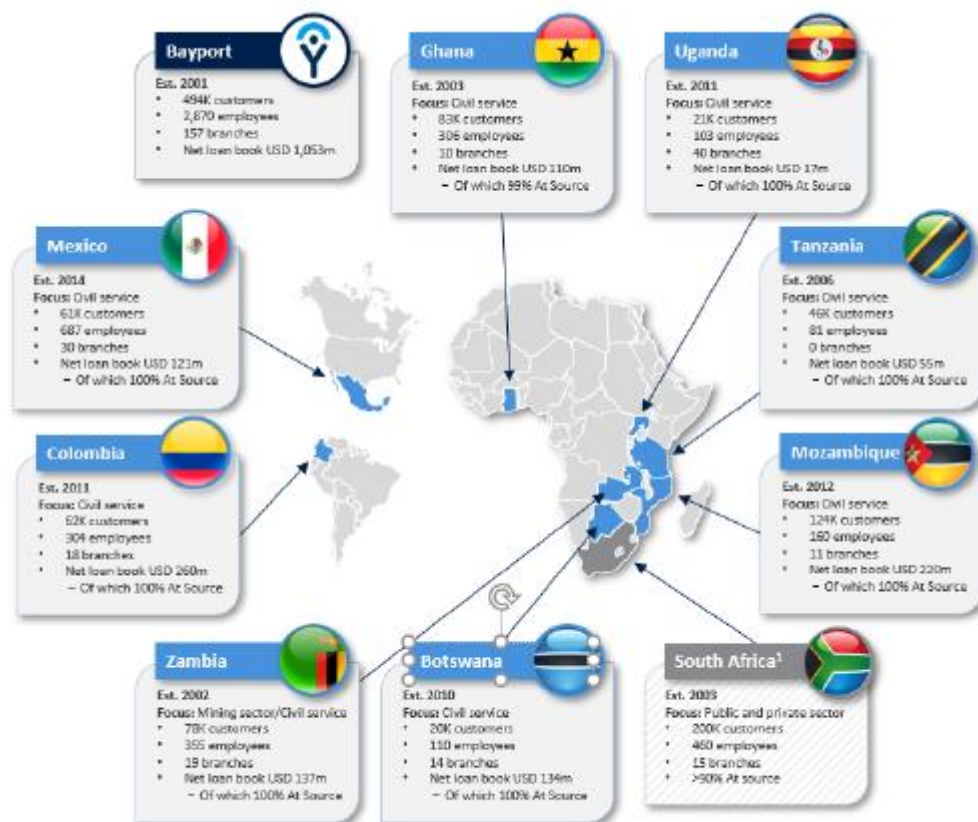 Bayport
Est. 2001
• 494K customers
• 2,870 employees
• 157 branches
• Net loan book USD 1,053m
Ghana
Est. 2003
Focus: Civil service
• 83K customers
• 306 employees
• 10 branches
• Net loan book USD 110m
– Of which 99% At Source
Uganda
Est. 2011
Focus: Civil service
• 21K customers
• 103 employees
• 40 branches
• Net loan book USD 17m
– Of which 100% At Source
Mexico
Est. 2014
Focus: Civil service
• 61K customers
• 687 employees
• 30 branches
• Net loan book USD 121m
– Of which 100% At Source
Tanzania
Est. 2006
Focus: Civil service
• 46K customers
• 81 employees
• 0 branches
• Net loan book USD 55m
– Of which 100% At Source
Colombia
Est. 2011
Focus: Civil service
• 62K customers
• 304 employees
• 18 branches
• Net loan book USD 260m
– Of which 100% At Source
Mozambique
Est. 2012
Focus: Civil service
• 124K customers
• 160 employees
• 11 branches
• Net loan book USD 220m
– Of which 100% At Source
Zambia
Est. 2002
Focus: Mining sector/Civil service
• 78K customers
• 355 employees
• 19 branches
• Net loan book USD 137m
– Of which 100% At Source
Botswana
Est. 2010
Focus: Civil service
• 20K customers
• 110 employees
• 14 branches
• Net loan book USD 134m
– Of which 100% At Source
South Africa¹
Est. 2003
Focus: Public and private sector
• 200K customers
• 460 employees
• 15 branches
• >90% At source